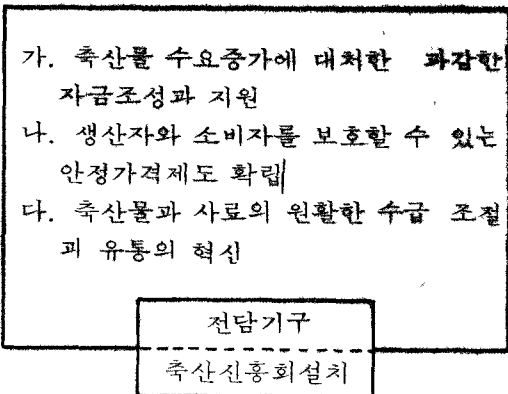 가. 축산물 수요증가에 대처한 과감한
자금조성과 지원
나. 생산자와 소비자를 보호할 수 있는
안정가격제도 확립
다. 축산물과 사료의 원활한 수급 조절
과 유통의 혁신
전담기구
축산진흥회설치